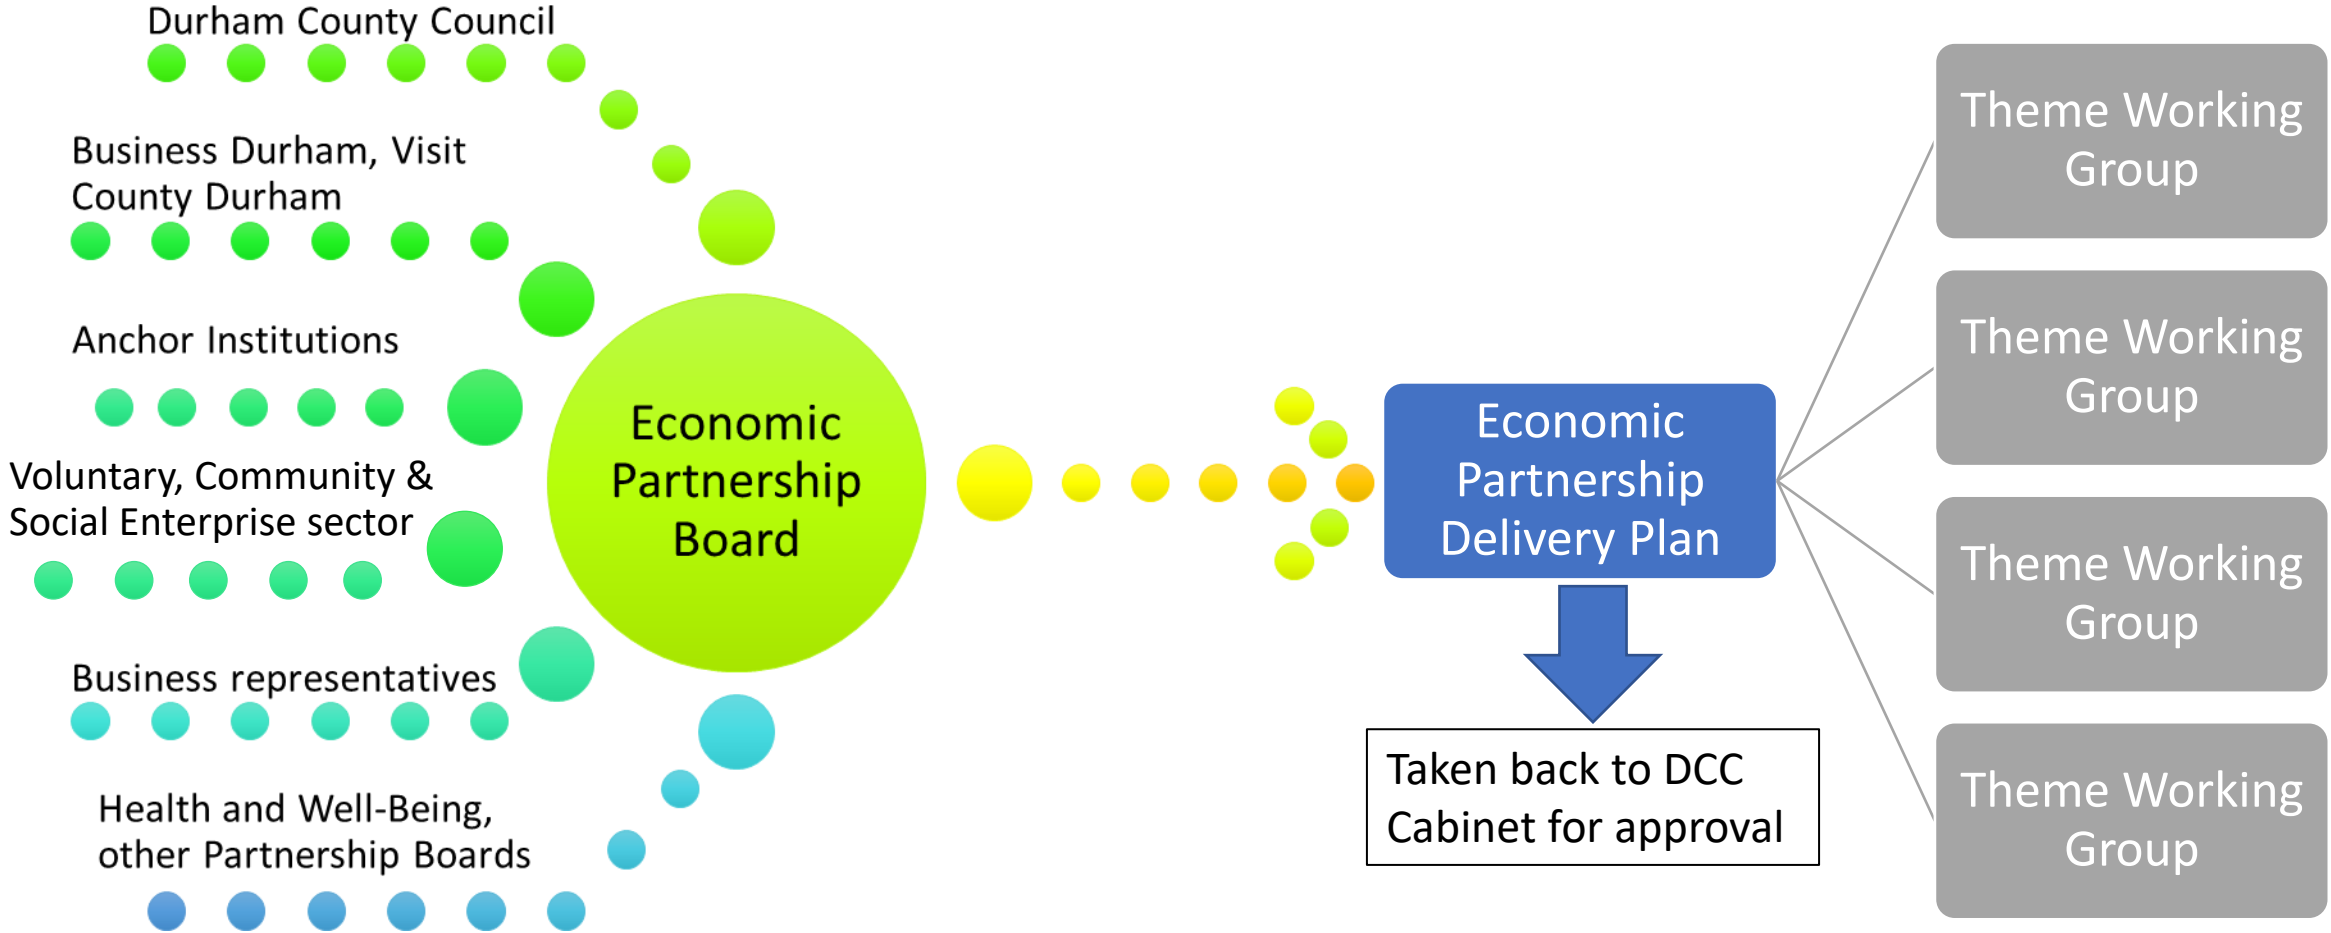 Durham County Council
Business Durham, Visit
County Durham
Anchor Institutions
Voluntary, Community &
Social Enterprise sector
Business representatives
Health and Well-Being,
other Partnership Boards
Economic
Partnership
Board
Economic
Partnership
Delivery Plan
Taken back to DCC
Cabinet for approval
Theme Working
Group
Theme Working
Group
Theme Working
Group
Theme Working
Group